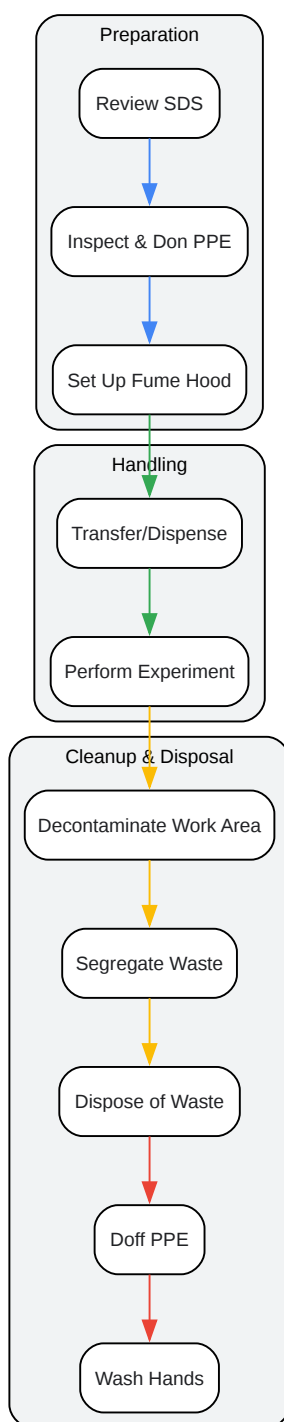 Preparation
Review SDS
Inspect & Don PPE
Set Up Fume Hood
Handling
Transfer/Dispense
Perform Experiment
Cleanup & Disposal
Decontaminate Work Area
Segregate Waste
Dispose of Waste
Doff PPE
Wash Hands